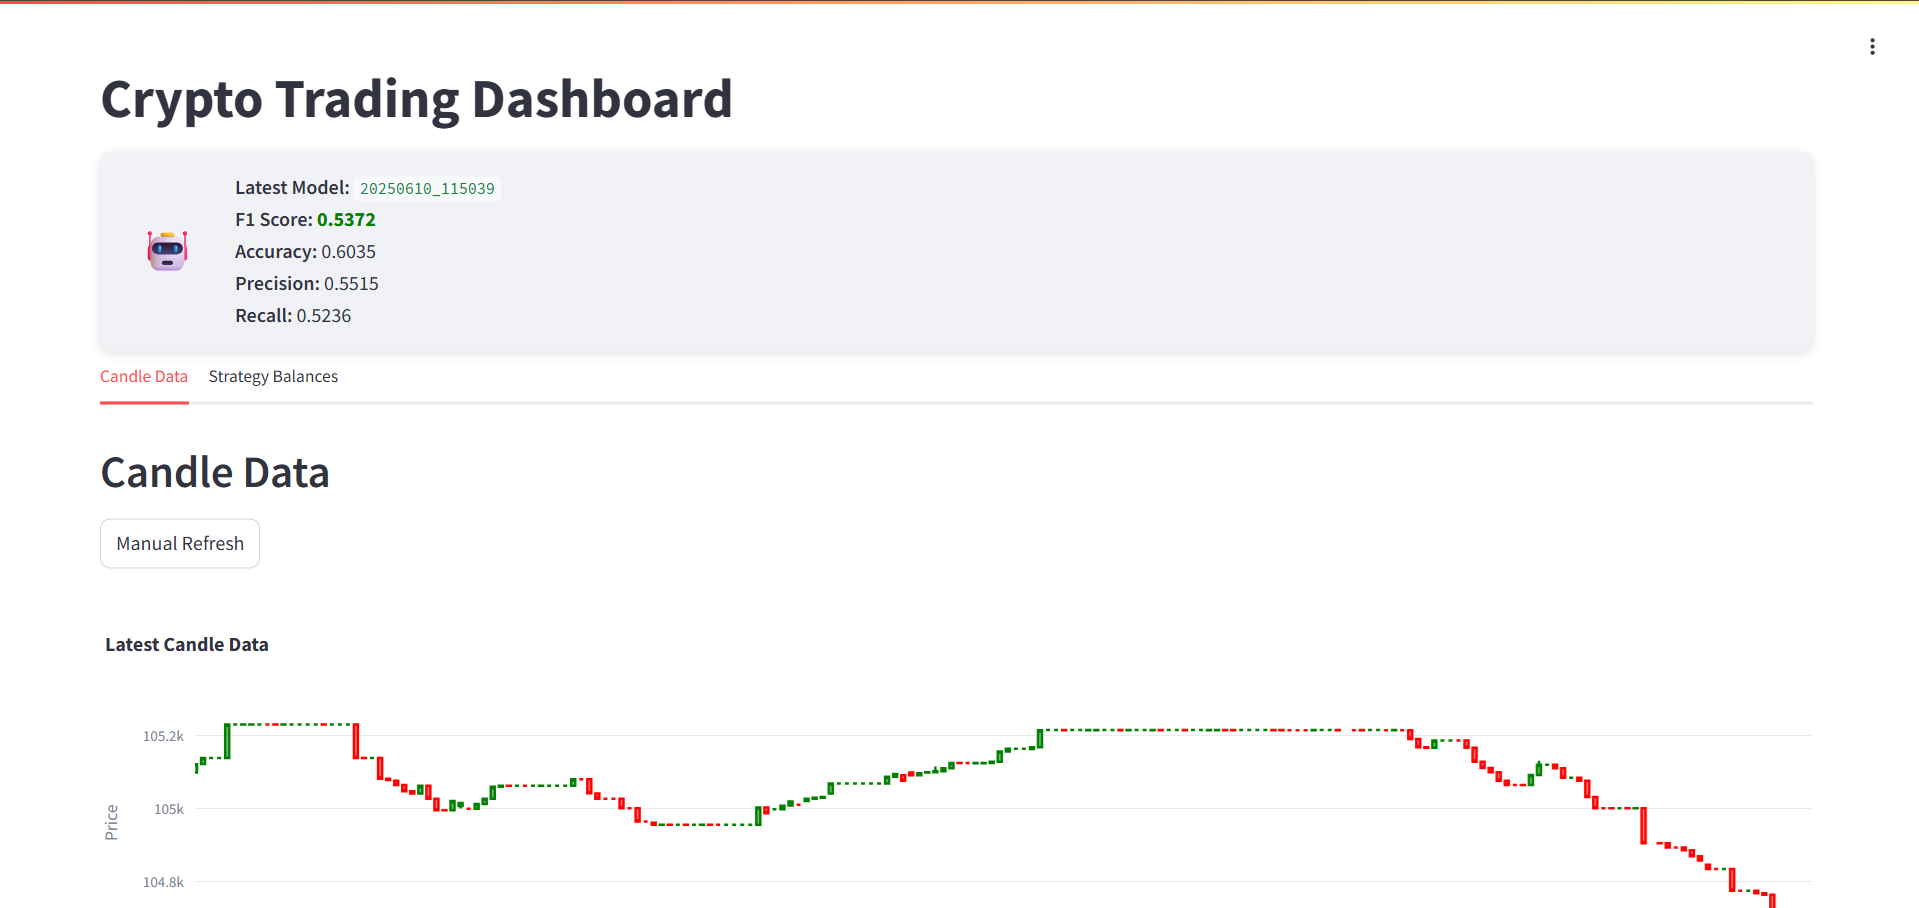 Crypto Trading Dashboard
Latest Model: 20250610_115039
F1 Score: 0.5372
Accuracy: 0.6035
Precision: 0.5515
Recall: 0.5236
Candle Data
Strategy Balances
Candle Data
Manual Refresh
Latest Candle Data
105.2k
105k
104.8k
Price